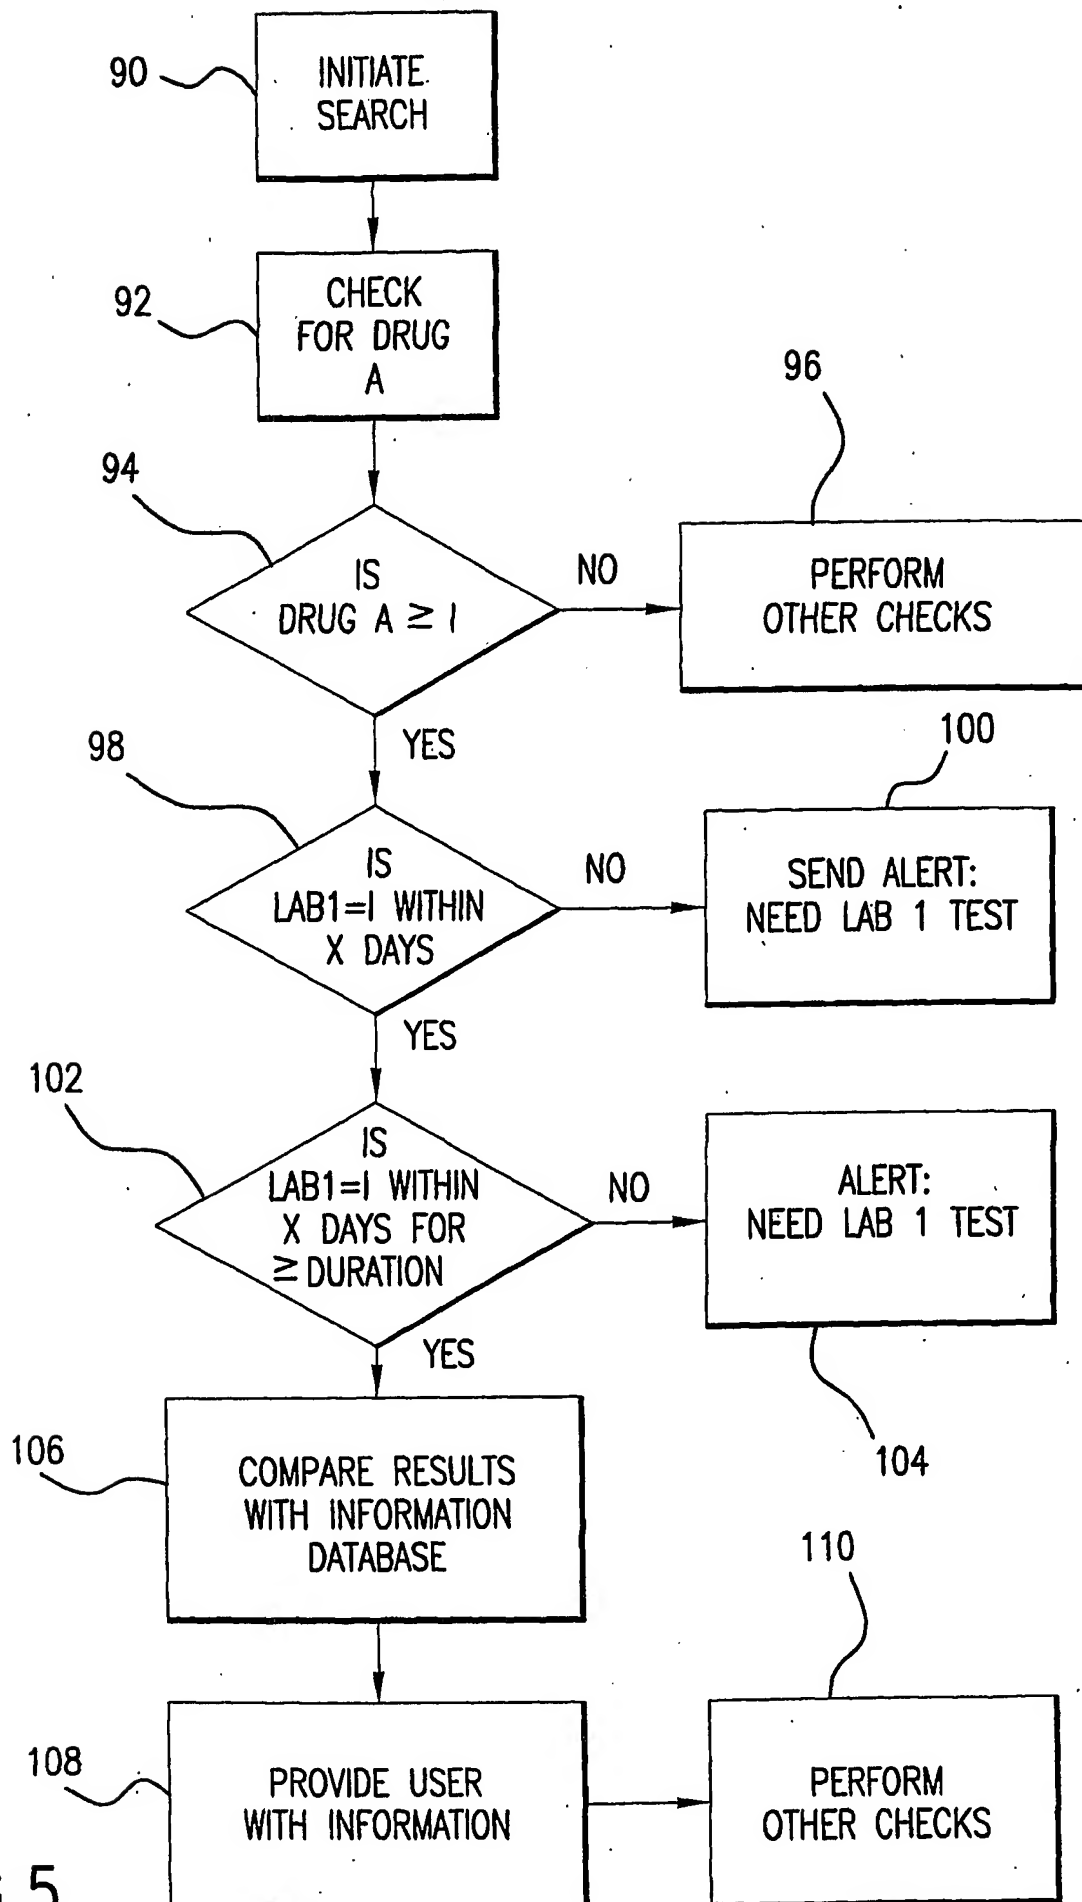 90
INITIATE
SEARCH
92
CHECK
FOR DRUG
A
94
IS
DRUG A ≥ 1
NO
96
PERFORM
OTHER CHECKS
YES
98
IS
LAB1=1 WITHIN
X DAYS
NO
100
SEND ALERT:
NEED LAB 1 TEST
YES
102
IS
LAB1=1 WITHIN
X DAYS FOR
≥ DURATION
NO
ALERT:
NEED LAB 1 TEST
104
YES
106
COMPARE RESULTS
WITH INFORMATION
DATABASE
108
PROVIDE USER
WITH INFORMATION
110
PERFORM
OTHER CHECKS
5